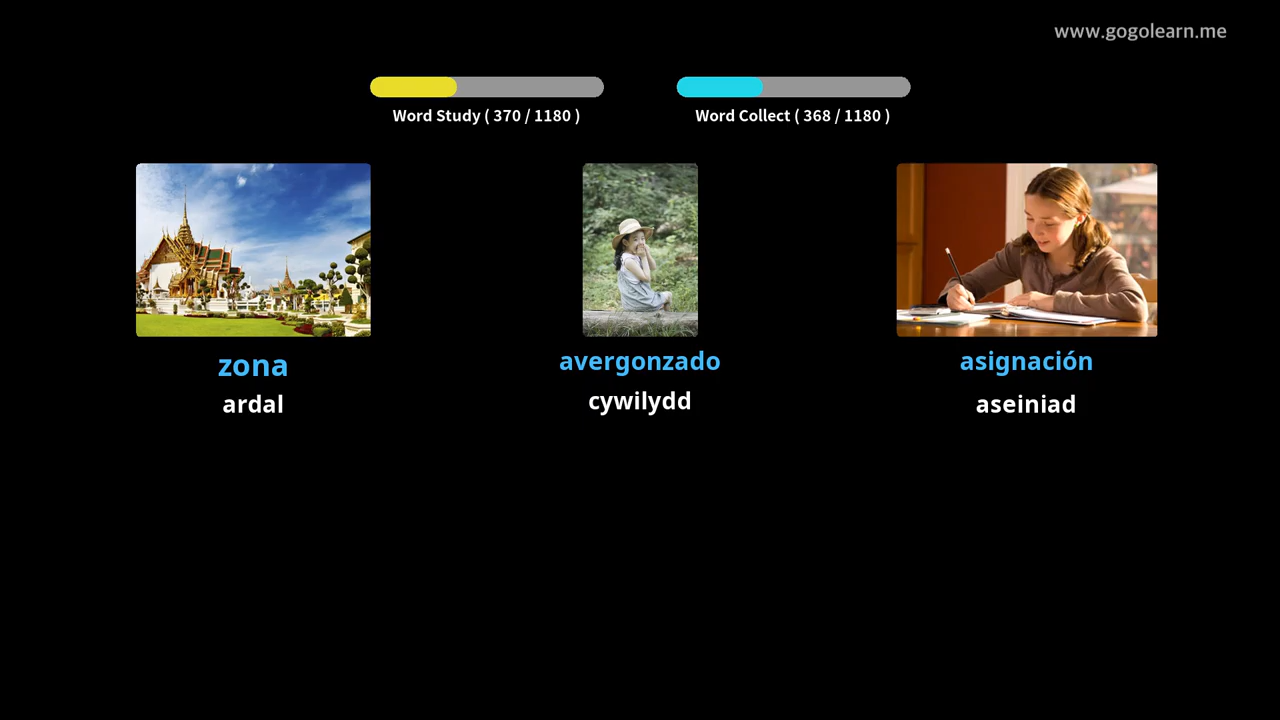 www.gogolearn.me
Word Study ( 370 / 1180 )
Word Collect ( 368 / 1180 )
zona
ardal
avergonzado
cywilydd
asignación
aseiniad